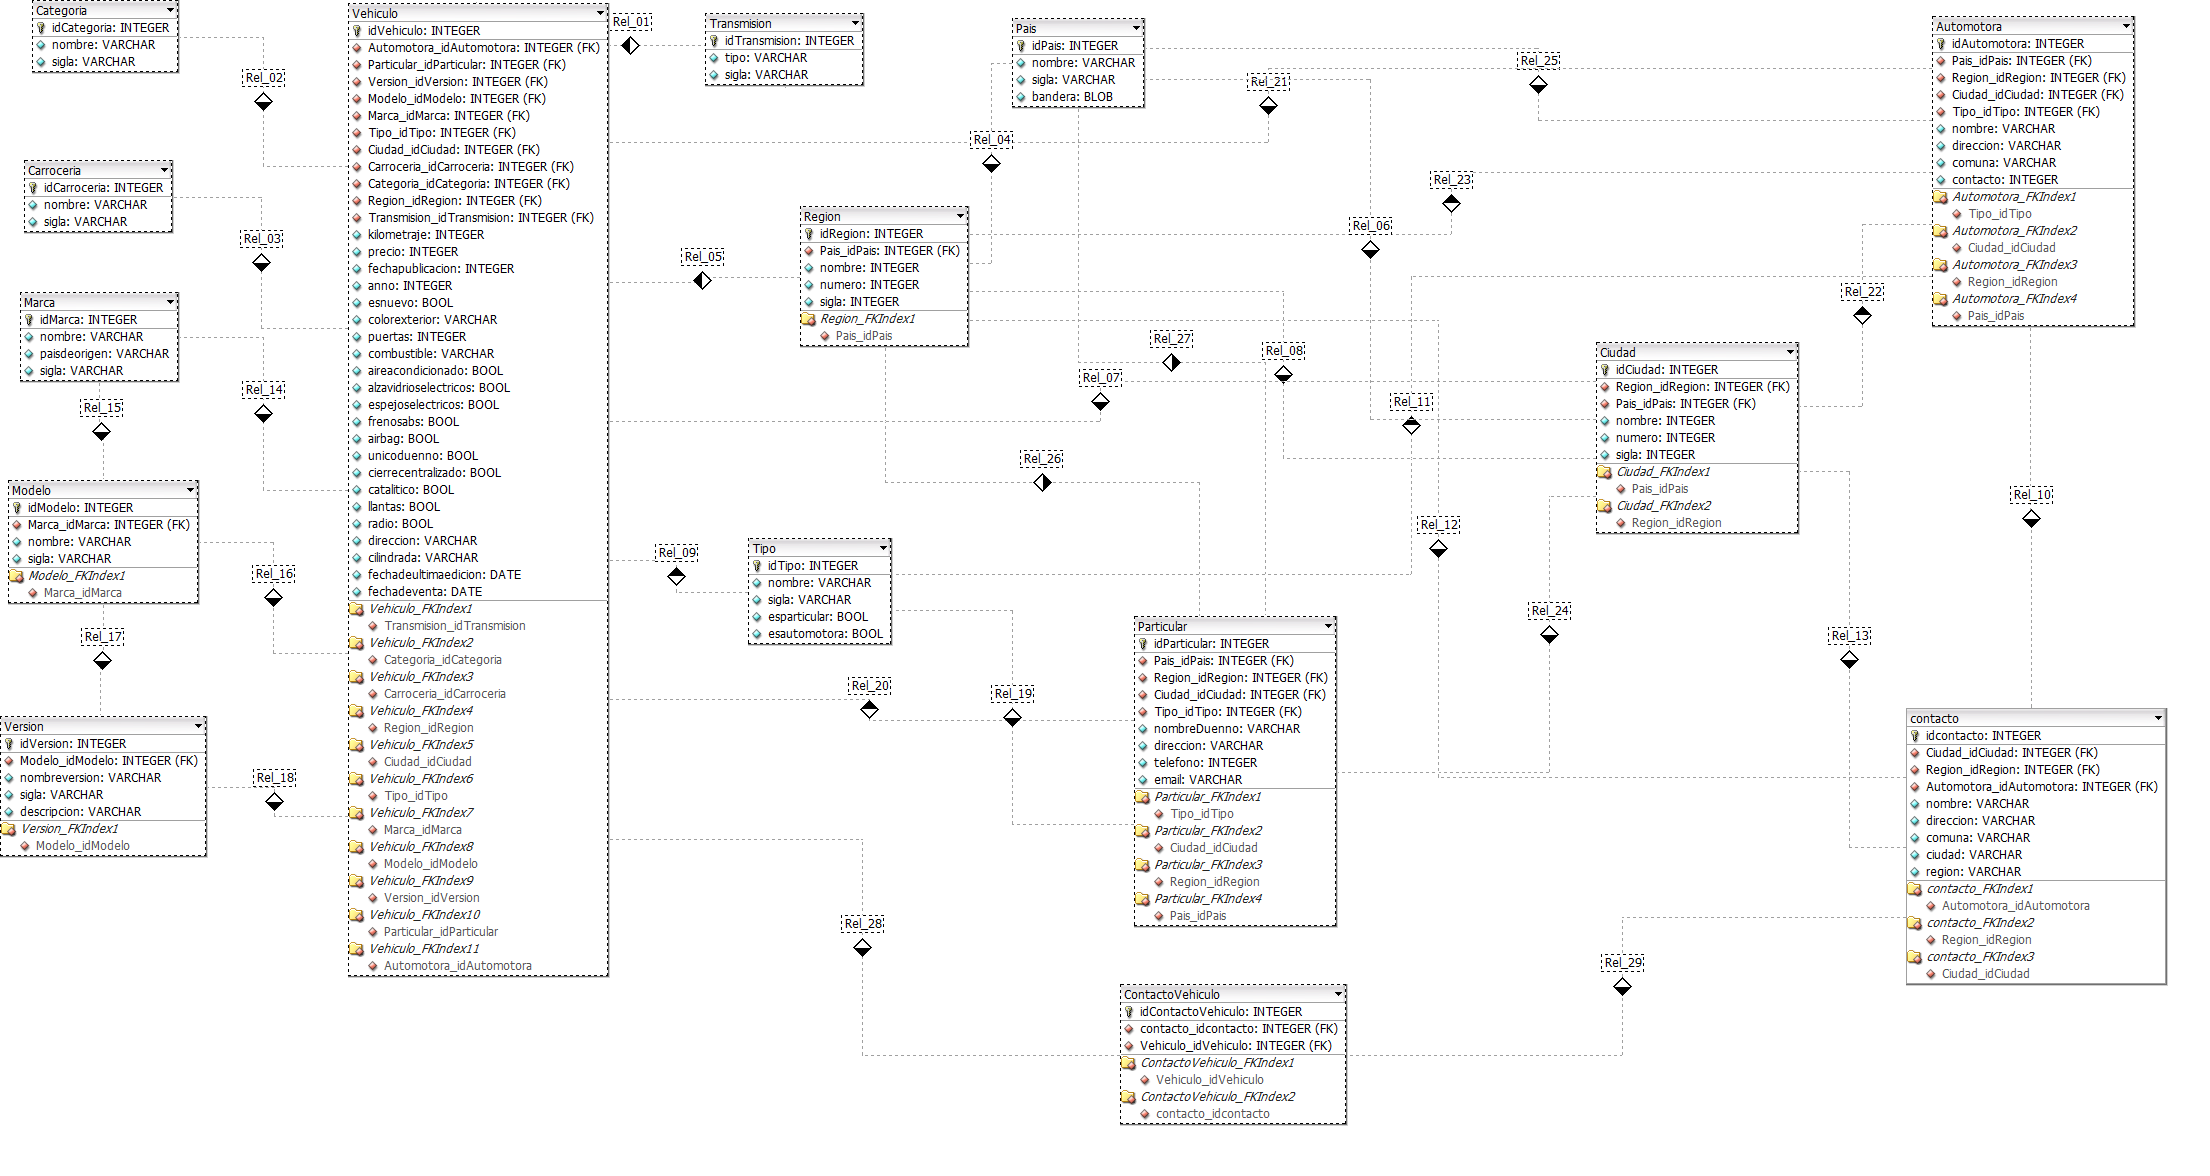 Categoria
idCategoria: INTEGER
nombre: VARCHAR
sigla: VARCHAR
Rel_02
Carroceria
idCarroceria: INTEGER
nombre: VARCHAR
sigla: VARCHAR
Rel_03
Marca
idMarca: INTEGER
nombre: VARCHAR
paisdeorigen: VARCHAR
sigla: VARCHAR
Rel_14
Rel_15
Modelo
idModelo: INTEGER
Marca_idMarca: INTEGER (FK)
nombre: VARCHAR
sigla: VARCHAR
Modelo_FKIndex1
Marca_idMarca
Rel_16
Rel_17
Version
idVersion: INTEGER
Modelo_idModelo: INTEGER (FK)
nombreversion: VARCHAR
sigla: VARCHAR
descripcion: VARCHAR
Version_FKIndex1
Modelo_idModelo
Rel_18
Vehiculo
idVehiculo: INTEGER
Automotora_idAutomotora: INTEGER (FK)
Particular_idParticular: INTEGER (FK)
Version_idVersion: INTEGER (FK)
Modelo_idModelo: INTEGER (FK)
Marca_idMarca: INTEGER (FK)
Tipo_idTipo: INTEGER (FK)
Ciudad_idCiudad: INTEGER (FK)
Carroceria_idCarroceria: INTEGER (FK)
Categoria_idCategoria: INTEGER (FK)
Region_idRegion: INTEGER (FK)
Transmision_idTransmision: INTEGER (FK)
kilometraje: INTEGER
precio: INTEGER
fechapublicacion: INTEGER
anno: INTEGER
esnuevo: BOOL
colorexterior: VARCHAR
puertas: INTEGER
combustible: VARCHAR
aireacondicionado: BOOL
alzavidrioselectricos: BOOL
espejoselectricos: BOOL
frenosabs: BOOL
airbag: BOOL
unicoduenno: BOOL
cierrecentralizado: BOOL
catalitico: BOOL
llantas: BOOL
radio: BOOL
direccion: VARCHAR
cilindrada: VARCHAR
fechadeultimaedicion: DATE
fechadeventa: DATE
Vehiculo_FKIndex1
Transmision_idTransmision
Vehiculo_FKIndex2
Categoria_idCategoria
Vehiculo_FKIndex3
Carroceria_idCarroceria
Vehiculo_FKIndex4
Region_idRegion
Vehiculo_FKIndex5
Ciudad_idCiudad
Vehiculo_FKIndex6
Tipo_idTipo
Vehiculo_FKIndex7
Marca_idMarca
Vehiculo_FKIndex8
Modelo_idModelo
Vehiculo_FKIndex9
Version_idVersion
Vehiculo_FKIndex10
Particular_idParticular
Vehiculo_FKIndex11
Automotora_idAutomotora
Rel_01
Transmision
idTransmision: INTEGER
tipo: VARCHAR
sigla: VARCHAR
Pais
idPais: INTEGER
nombre: VARCHAR
sigla: VARCHAR
bandera: BLOB
Rel_04
Rel_21
Rel_25
Rel_23
Rel_06
Rel_05
Region
idRegion: INTEGER
Pais_idPais: INTEGER (FK)
nombre: INTEGER
numero: INTEGER
sigla: INTEGER
Region_FKIndex1
Pais_idPais
Rel_27
Rel_08
Rel_07
Rel_11
Rel_26
Rel_12
Rel_09
Tipo
idTipo: INTEGER
nombre: VARCHAR
sigla: VARCHAR
esparticular: BOOL
esautomotora: BOOL
Rel_20
Rel_19
Particular
idParticular: INTEGER
Pais_idPais: INTEGER (FK)
Region_idRegion: INTEGER (FK)
Ciudad_idCiudad: INTEGER (FK)
Tipo_idTipo: INTEGER (FK)
nombreDuenno: VARCHAR
direccion: VARCHAR
telefono: INTEGER
email: VARCHAR
Particular_FKIndex1
Tipo_idTipo
Particular_FKIndex2
Ciudad_idCiudad
Particular_FKIndex3
Region_idRegion
Particular_FKIndex4
Pais_idPais
Rel_28
ContactoVehiculo
idContactoVehiculo: INTEGER
contacto_idcontacto: INTEGER (FK)
Vehiculo_idVehiculo: INTEGER (FK)
ContactoVehiculo_FKIndex1
Vehiculo_idVehiculo
ContactoVehiculo_FKIndex2
contacto_idcontacto
Rel_29
Automotora
idAutomotora: INTEGER
Pais_idPais: INTEGER (FK)
Region_idRegion: INTEGER (FK)
Ciudad_idCiudad: INTEGER (FK)
Tipo_idTipo: INTEGER (FK)
nombre: VARCHAR
direccion: VARCHAR
comuna: VARCHAR
contacto: INTEGER
Automotora_FKIndex1
Tipo_idTipo
Automotora_FKIndex2
Ciudad_idCiudad
Automotora_FKIndex3
Region_idRegion
Automotora_FKIndex4
Pais_idPais
Rel_22
Ciudad
idCiudad: INTEGER
Region_idRegion: INTEGER (FK)
Pais_idPais: INTEGER (FK)
nombre: INTEGER
numero: INTEGER
sigla: INTEGER
Ciudad_FKIndex1
Pais_idPais
Ciudad_FKIndex2
Region_idRegion
Rel_24
Rel_13
Rel_10
contacto
idcontacto: INTEGER
Ciudad_idCiudad: INTEGER (FK)
Region_idRegion: INTEGER (FK)
Automotora_idAutomotora: INTEGER (FK)
nombre: VARCHAR
direccion: VARCHAR
comuna: VARCHAR
ciudad: VARCHAR
region: VARCHAR
contacto_FKIndex1
Automotora_idAutomotora
contacto_FKIndex2
Region_idRegion
contacto_FKIndex3
Ciudad_idCiudad